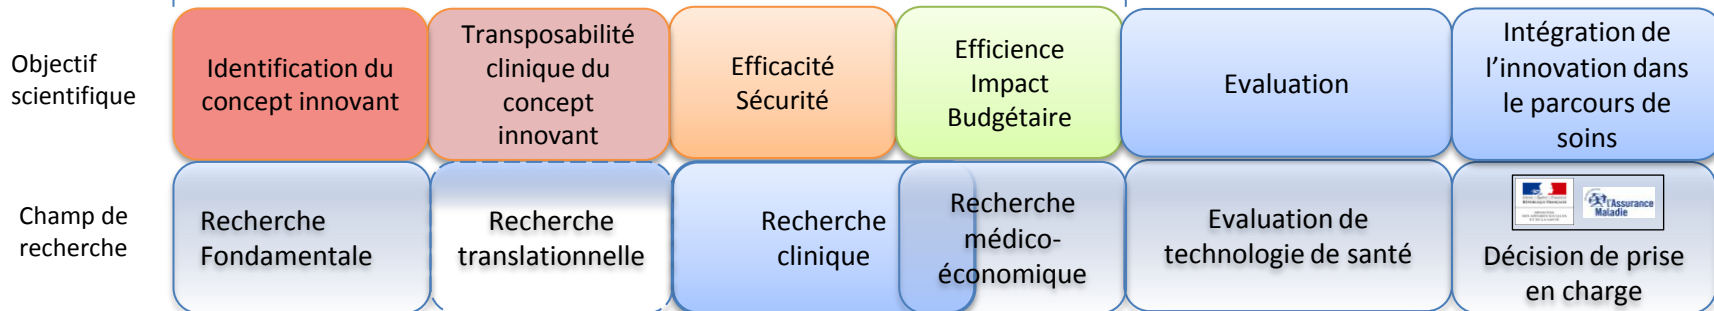 Objectif
scientifique
Identification du
concept innovant
Transposabilité
clinique du
concept
innovant
Efficacité
Sécurité
Efficience
Impact
Budgétaire
Evaluation
Intégration de
l'innovation dans
le parcours de
soins
Champ de
recherche
Recherche
Fondamentale
Recherche
translationnelle
Recherche
clinique
Recherche
médico-
économique
Evaluation de
technologie de santé
l'Assurance
Maladie
Décision de prise
en charge